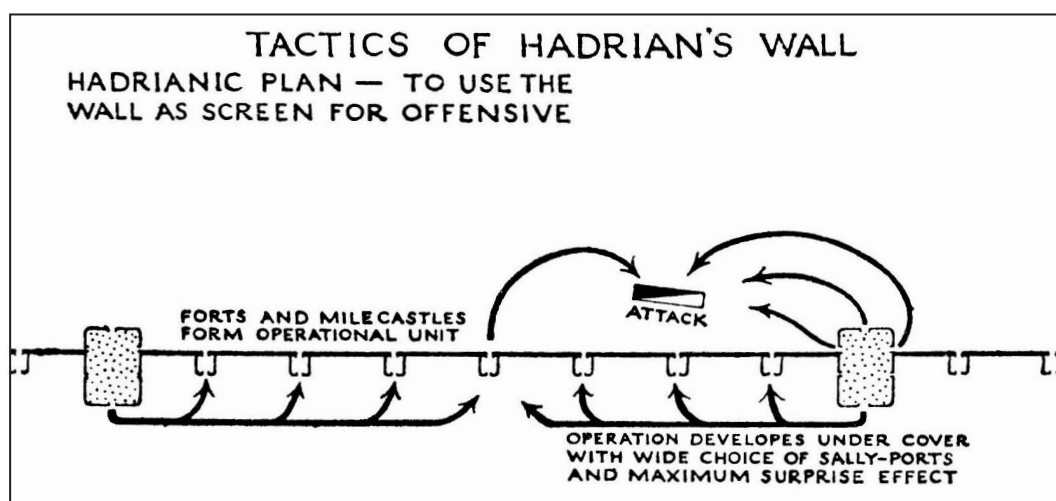 TACTICS OF HADRIAN'S WALL
HADRIANIC PLAN — TO USE THE
WALL AS SCREEN FOR OFFENSIVE
FORTS AND MILECASTLES
FORM OPERATIONAL UNIT
ATTACK
OPERATION DEVELOPES UNDER COVER
WITH WIDE CHOICE OF SALLY-PORTS
AND MAXIMUM SURPRISE EFFECT